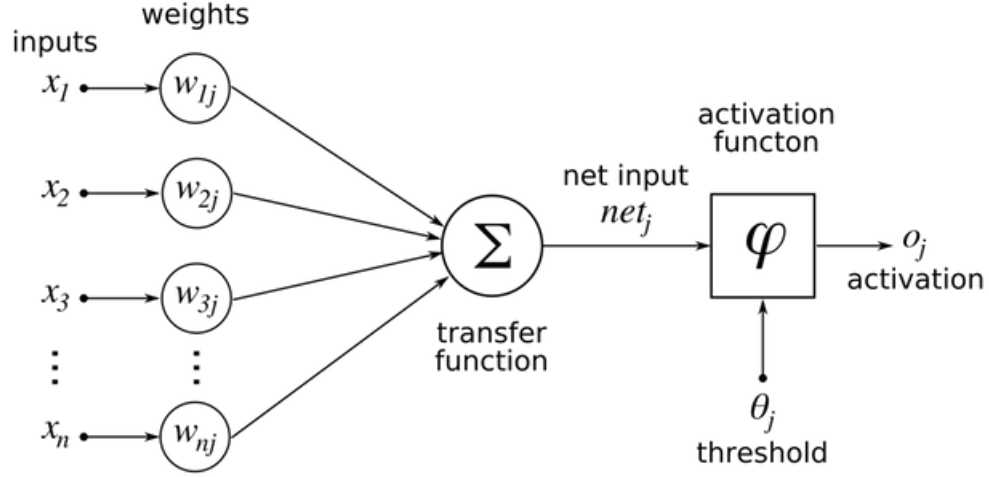 weights
inputs
x1
w1j
x2
w2j
x3
w3j
⋮ ⋮
xn
wnj
Σ
transfer
function
net input
netj
activation
functon
φ
oj
activation
θj
threshold